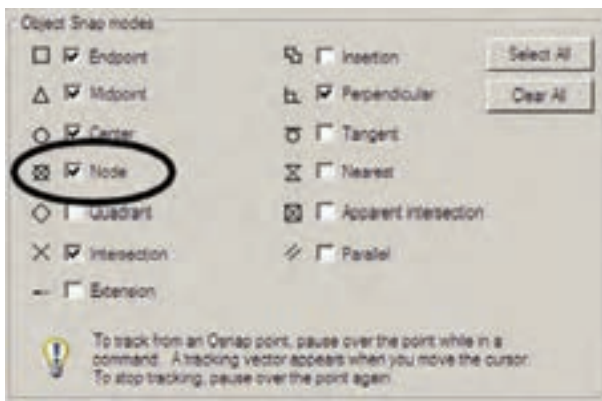 Object Snap modes
Endpoint
Midpoint
Center
Node
Quadrant
Intersection
Extension
Insertion
Perpendicular
Tangent
Nearest
Apparent intersection
Parallel
Select All
Clear All
To track from an Osnap point, pause over the point while in a
command. A tracking vector appears when you move the cursor.
To stop tracking, pause over the point again.